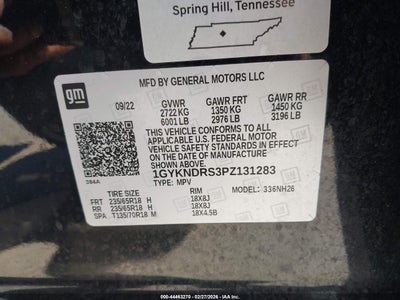 Spring Hill, Tennessee
MFD BY GENERAL MOTORS LLC
gm
09/22 GVWR GAWR FRT GAWR RR
2722 KG 1350 KG 1450 KG
6001 LB 2976 LB 3196 LB
THIS VEHICLE CONFORMS TO ALL APPLICABLE
U.S. FEDERAL MOTOR VEHICLE
SAFETY STANDARDS IN EFFECT
ON THE DATE OF MANUFACTURE SHOWN ABOVE.
1GYKNDRS3PZ131283
TYPE: MPV MODEL: 336NH26
TIRE SIZE RIM
FRT 235/65R18 H 18X8J
RR 235/65R18 H 18X8J
SPA T135/70R18 M 18X4.5B
000-44463270 - 02/27/2026 - IAAI.COM